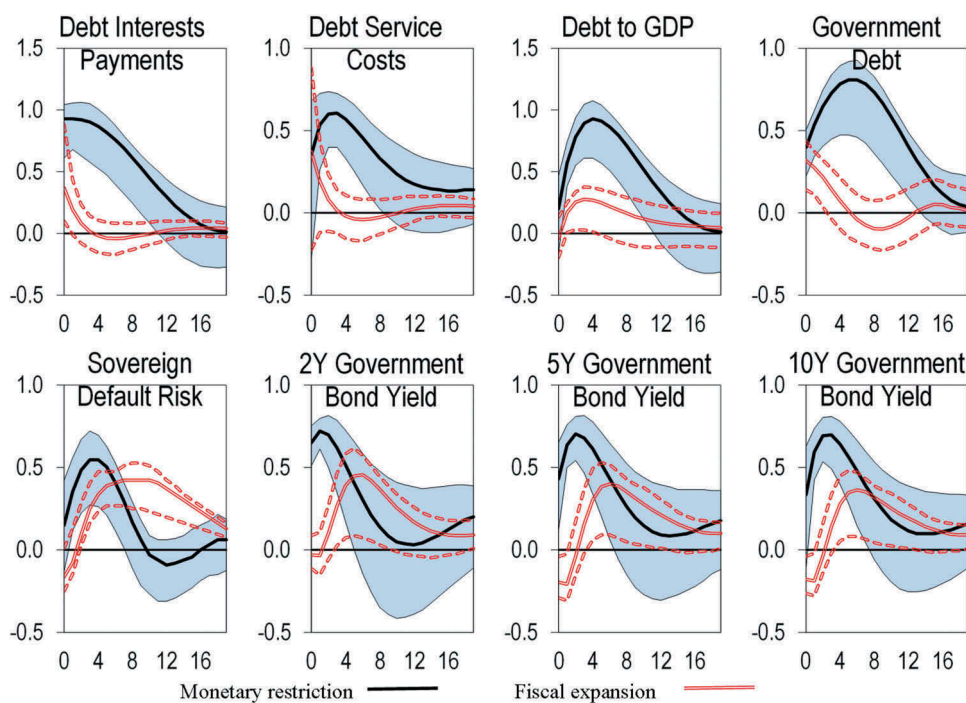 Debt Interests
Payments
1.5
1.0
0.5
0.0
-0.5
0 4 8 12 16
Debt Service
Costs
1.0
0.5
0.0
-0.5
0 4 8 12 16
Debt to GDP
1.5
1.0
0.5
0.0
-0.5
0 4 8 12 16
Government
Debt
1.0
0.5
0.0
-0.5
0 4 8 12 16
Sovereign
Default Risk
1.0
0.5
0.0
-0.5
0 4 8 12 16
2Y Government
Bond Yield
1.0
0.5
0.0
-0.5
0 4 8 12 16
5Y Government
Bond Yield
1.0
0.5
0.0
-0.5
0 4 8 12 16
10Y Government
Bond Yield
1.0
0.5
0.0
-0.5
0 4 8 12 16
Monetary restriction
Fiscal expansion